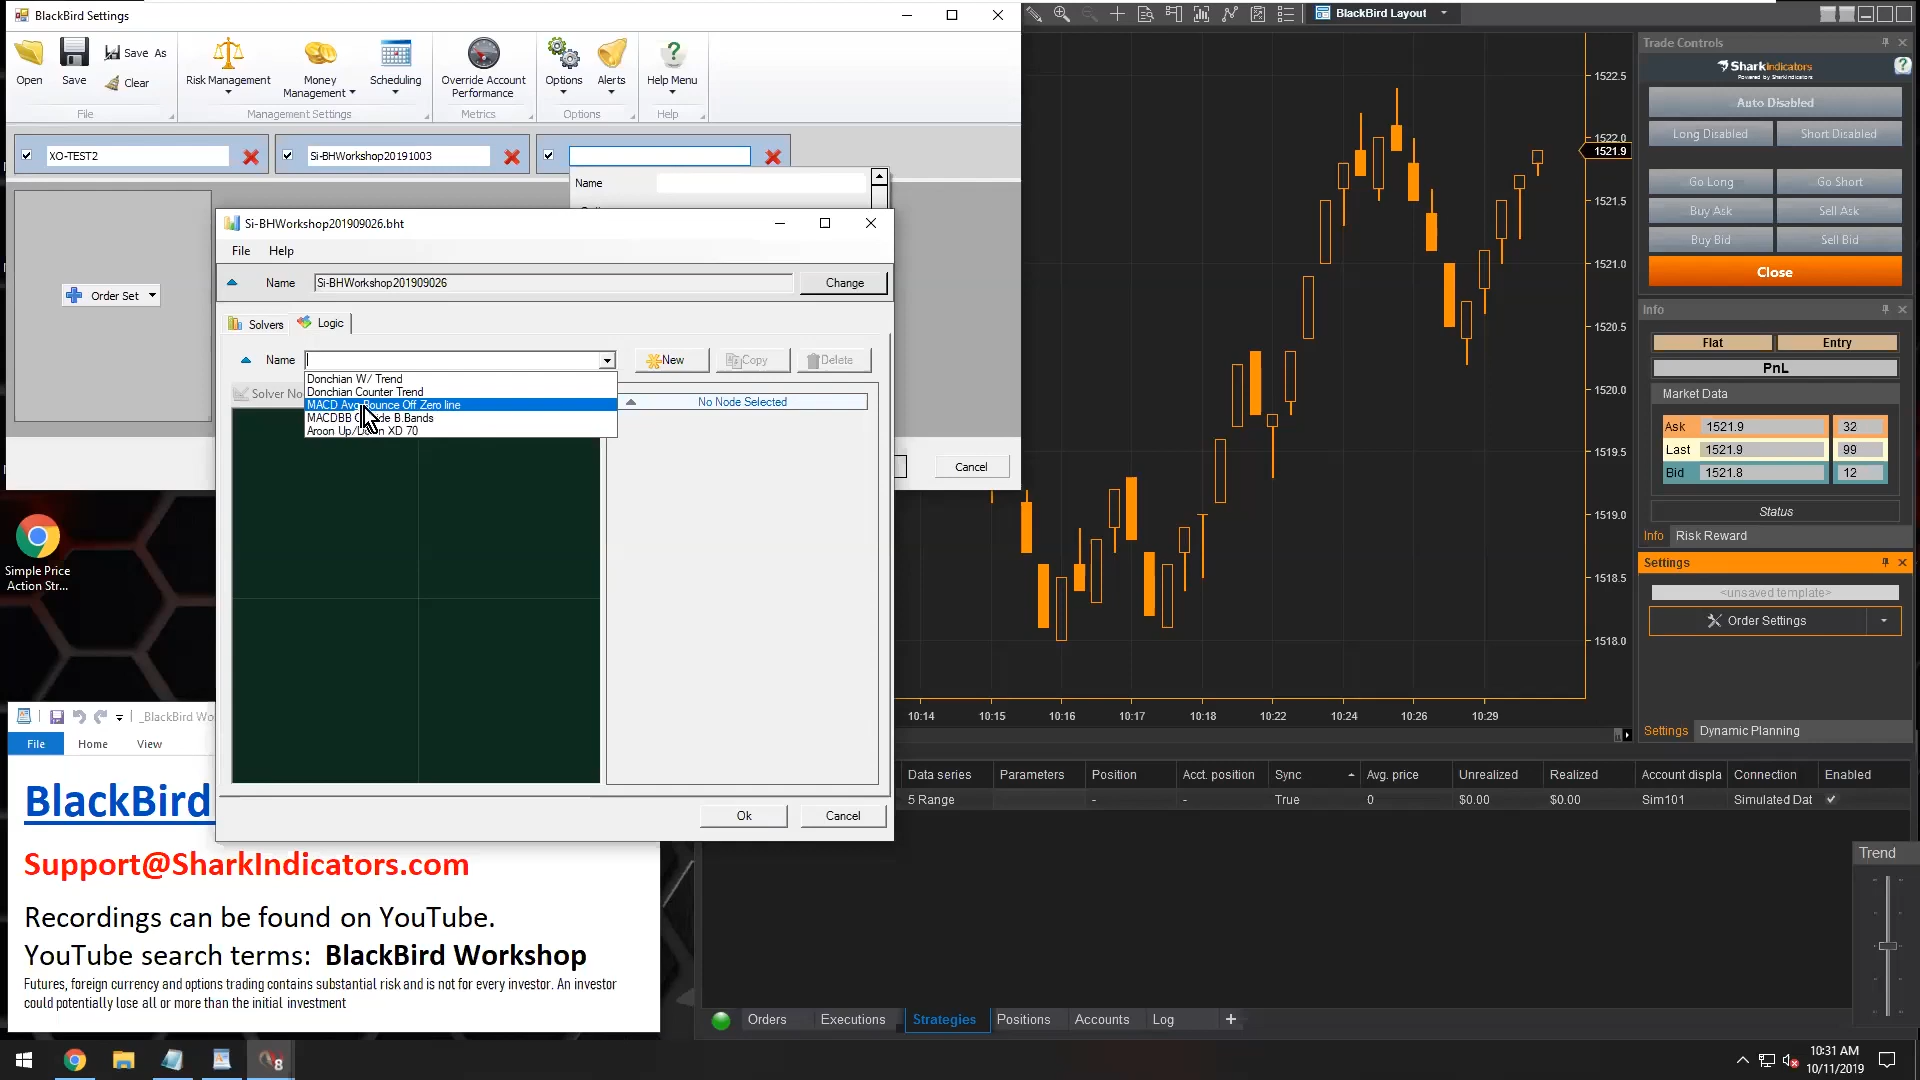 BlackBird Settings
BlackBird Layout
Open
Save
Save As
Clear
Risk Management
Money Management
Scheduling
Override Account Performance
Options
Alerts
Help Menu
File
Management Settings
Metrics
Options
Help
XO-TEST2
Si-BHWorkshop20191003
Name
Order Set
Si-BHWorkshop201909026.bht
File
Help
Name
Si-BHWorkshop201909026
Change
Solvers
Logic
Name
New
Copy
Delete
Solver No
Donchian W/ Trend
Donchian Counter Trend
MACD Avg Bounce Off Zero line
MACDBB B.Bands
Aroon XD 70
No Node Selected
Cancel
Ok
Cancel
1522.5
1522.0
1521.9
1521.5
1521.0
1520.5
1520.0
1519.5
1519.0
1518.5
1518.0
10:14
10:15
10:16
10:17
10:18
10:22
10:24
10:26
10:29
Trade Controls
SharkIndicators
Powered by SharkIndicators
Auto Disabled
Long Disabled
Short Disabled
Go Long
Go Short
Buy Ask
Sell Ask
Buy Bid
Sell Bid
Close
Info
Flat
Entry
PnL
Market Data
Ask 1521.9 32
Last 1521.9 99
Bid 1521.8 12
Status
Info
Risk Reward
Settings
<unsaved template>
Order Settings
Settings
Dynamic Planning
Data series
Parameters
Position
Acct. position
Sync
Avg. price
Unrealized
Realized
Account displa
Connection
Enabled
5 Range
-
-
True
0
$0.00
$0.00
Sim101
Simulated Dat
Trend
Orders
Executions
Strategies
Positions
Accounts
Log
+
Simple Price
Action Str...
_BlackBird Wo
File
Home
View
BlackBird
Support@SharkIndicators.com
Recordings can be found on YouTube.
YouTube search terms: BlackBird Workshop
Futures, foreign currency and options trading contains substantial risk and is not for every investor. An investor
could potentially lose all or more than the initial investment
10:31 AM
10/11/2019